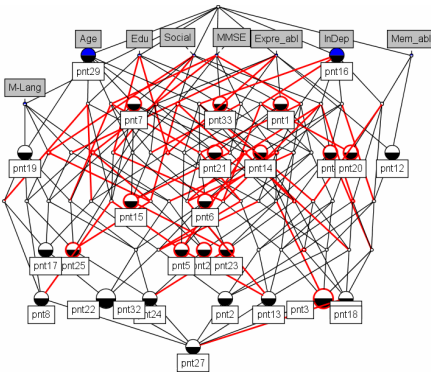 Age
Edu
Social
MMSE
Expre_abl
InDep
Mem_abl
M-Lang
pnt29
pnt16
pnt7
pnt33
pnt1
pnt19
pnt21
pnt14
pnt20
pnt12
pnt15
pnt6
pnt17
pnt25
pnt5
pnt23
pnt8
pnt22
pnt32
pnt24
pnt2
pnt13
pnt3
pnt18
pnt27